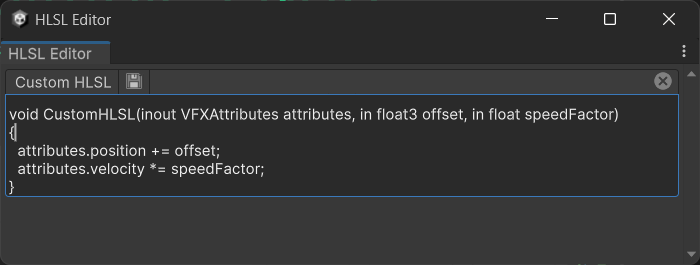 HLSL Editor
HLSL Editor
Custom HLSL
void CustomHLSL(inout VFXAttributes attributes, in float3 offset, in float speedFactor)
{
attributes.position += offset;
attributes.velocity *= speedFactor;
}